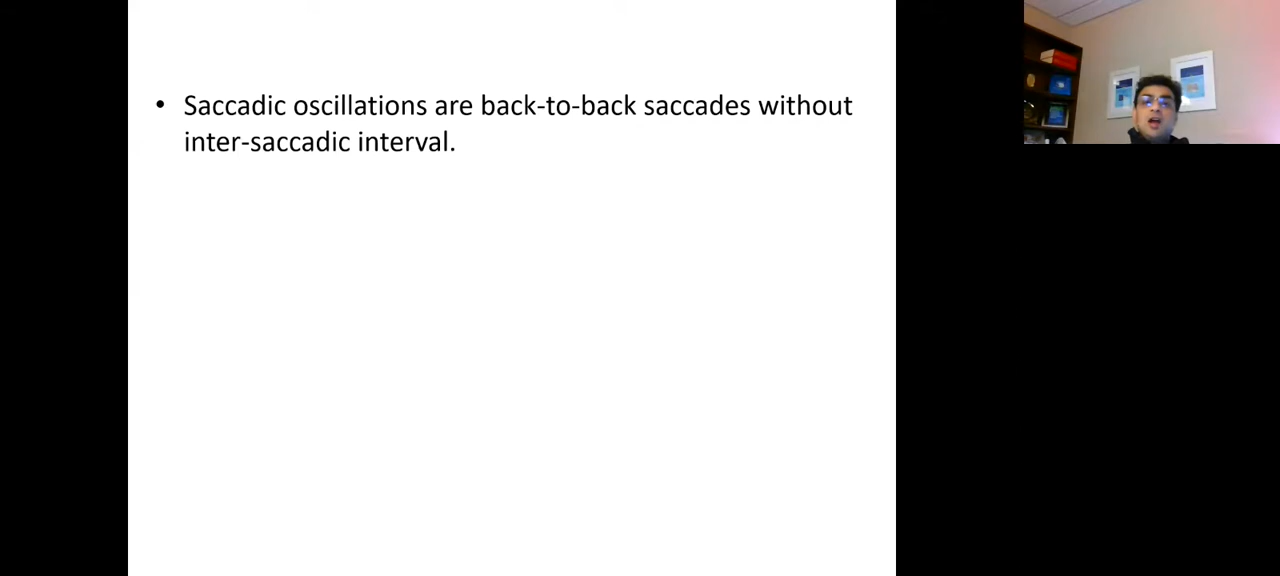 • Saccadic oscillations are back-to-back saccades without
inter-saccadic interval.